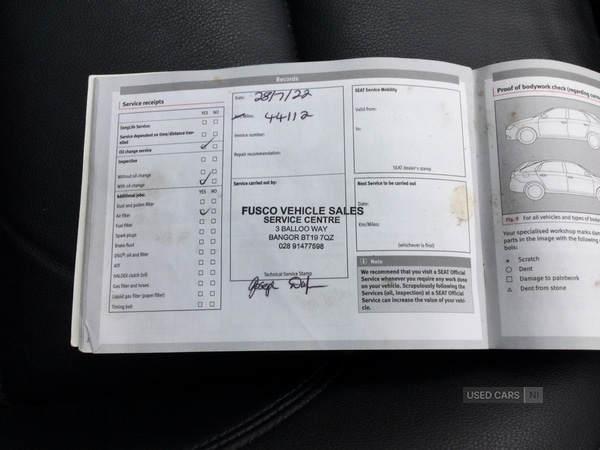 Records
Service receipts
YES NO
LongLife Service:
Service dependent on time/distance travelled
Oil change service
Inspection
Without oil change
With oil change
Additional jobs: YES NO
Dust and pollen filter
Air filter
Fuel filter
Spark plugs
Brake fluid
DSG® oil and filter
ATF
HALDEX clutch (oil)
Gas filter and hoses
Liquid gas filter (paper filter)
Timing belt
Date: 28/7/22
Miles: 44112
Invoice number:
Repair recommendation:
Service carried out by:
FUSCO VEHICLE SALES
SERVICE CENTRE
3 BALLOO WAY
BANGOR BT19 7QZ
028 91477598
Technical Service Stamp
Joseph
SEAT Service Mobility
Valid from:
to:
SEAT dealer's stamp
Next Service to be carried out
Date:
Km/Miles:
(whichever is first)
Note
We recommend that you visit a SEAT Official
Service whenever you require any work done
on your vehicle. Scrupulously following the
Services (oil, inspection) at a SEAT Official
Service can increase the value of your vehi-
cle.
Proof of bodywork check (regarding
Fig. 9 For all vehicles and types of body
Your specialised workshop marks
parts in the image with the following
bols:
Scratch
Dent
Damage to paintwork
Dent from stone
USED CARS NI